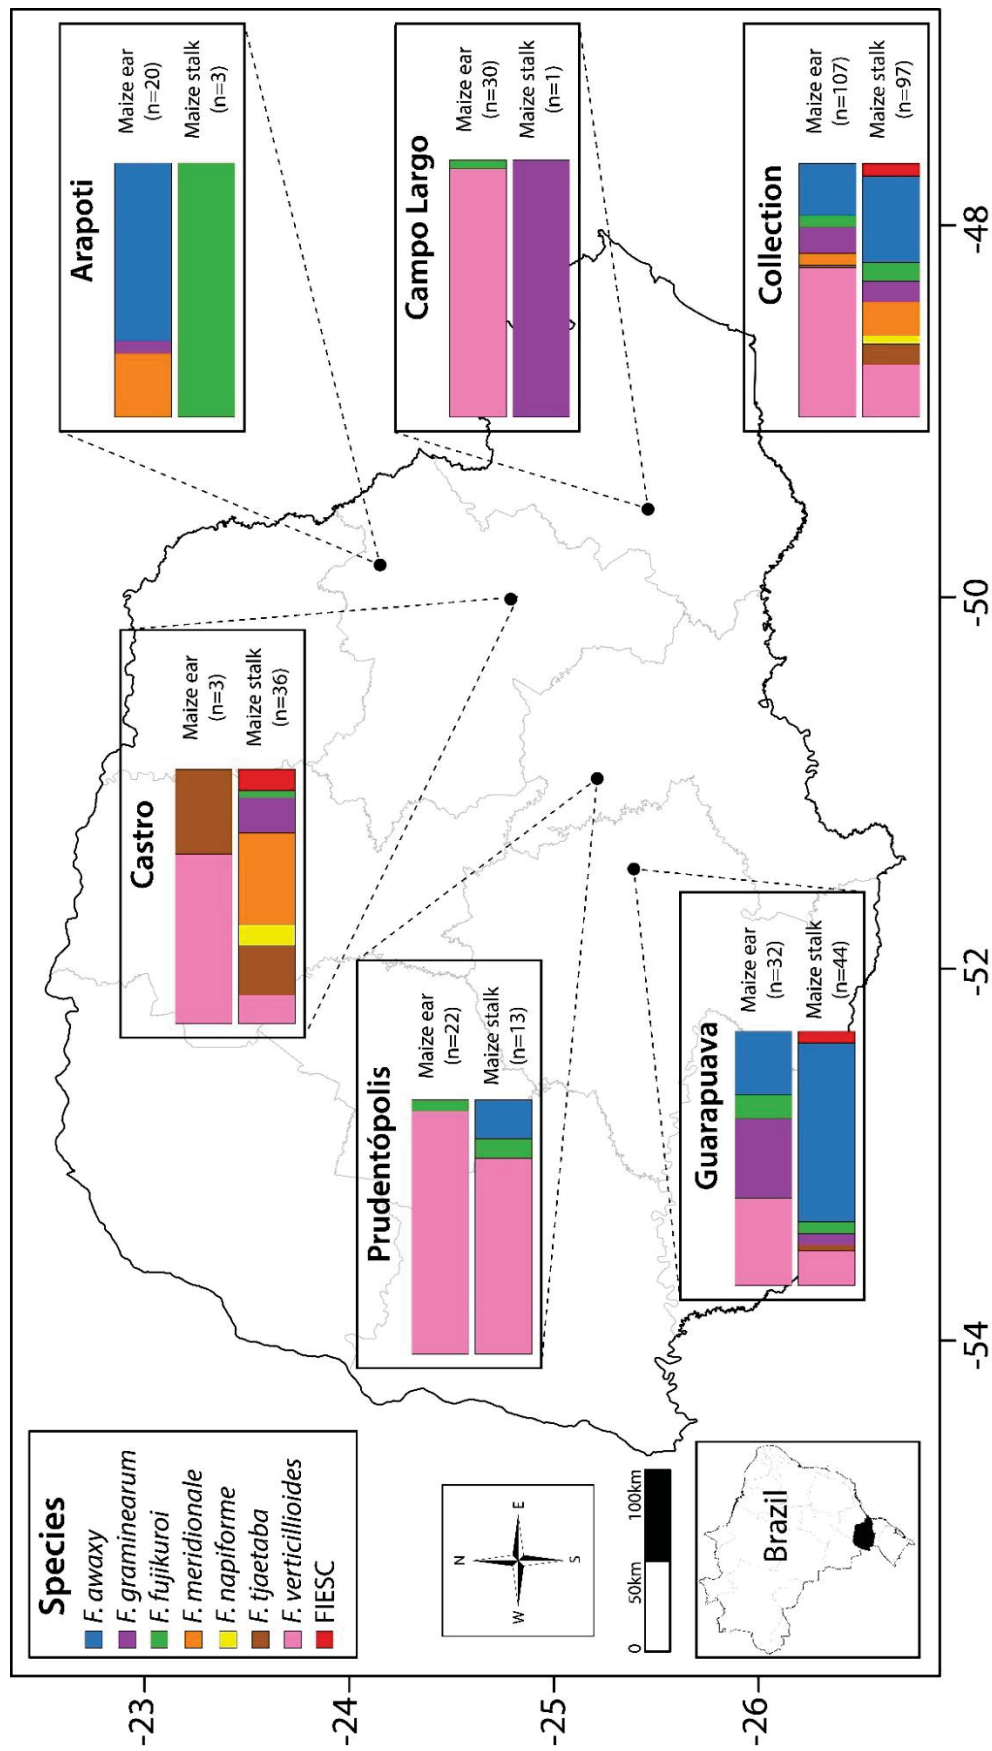 Species
F. awaxy
F. graminearum
F. fujikuroi
F. meridionale
F. napiforme
F. tjaetaba
F. verticillioides
FIESC
N
W
E
S
0
50km
100km
Brazil
Castro
Maize ear
(n=3)
Maize stalk
(n=36)
Prudentópolis
Maize ear
(n=22)
Maize stalk
(n=13)
Guarapuava
Maize ear
(n=32)
Maize stalk
(n=44)
Arapoti
Maize ear
(n=20)
Maize stalk
(n=3)
Campo Largo
Maize ear
(n=30)
Maize stalk
(n=1)
Collection
Maize ear
(n=107)
Maize stalk
(n=97)
-23
-24
-25
-26
-54
-52
-50
-48